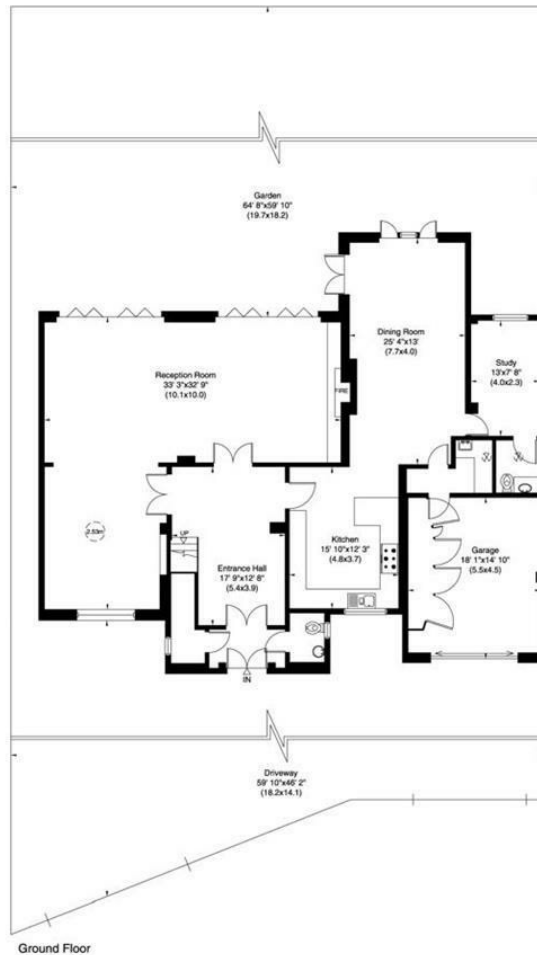 Garden
64' 8"x59' 10"
(19.7x18.2)
Dining Room
25' 4"x13'
(7.7x4.0)
Study
13'x7' 8"
(4.0x2.3)
Reception Room
33' 3"x32' 9"
(10.1x10.0)
FIRE
2.53m
UP
Kitchen
15' 10"x12' 3"
(4.8x3.7)
Garage
18' 1"x14' 10"
(5.5x4.5)
Entrance Hall
17' 9"x12' 8"
(5.4x3.9)
IN
Driveway
59' 10"x46' 2"
(18.2x14.1)
Ground Floor